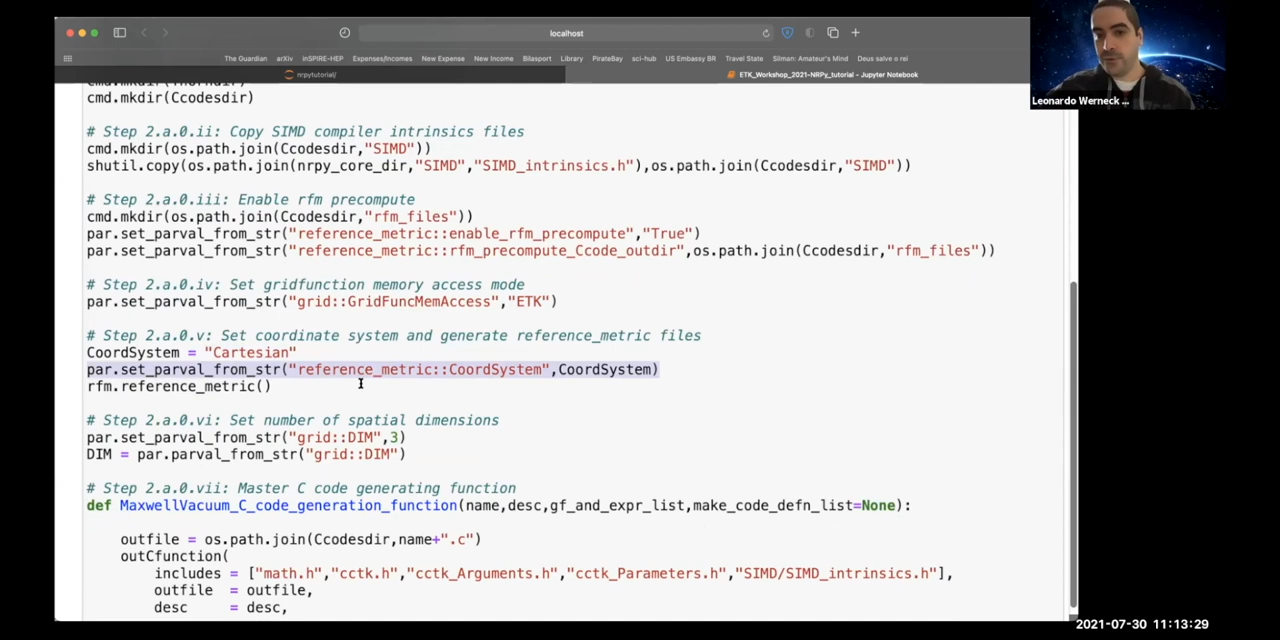 localhost
The Guardian arXiv iNSPIRE-HEP Expenses/Incomes New Expense New Income Bilasport Library PirateBay sci-hub US Embassy BR Travel State Silman: Amateur's Mind Deus salve o rei
nrpytutorial/ ETK_Workshop_2021-NRPy_tutorial - Jupyter Notebook
Leonardo Werneck ...
cmd.mkdir(Ccodesdir)
# Step 2.a.0.ii: Copy SIMD compiler intrinsics files
cmd.mkdir(os.path.join(Ccodesdir,"SIMD"))
shutil.copy(os.path.join(nrpy_core_dir,"SIMD","SIMD_intrinsics.h"),os.path.join(Ccodesdir,"SIMD"))
# Step 2.a.0.iii: Enable rfm precompute
cmd.mkdir(os.path.join(Ccodesdir,"rfm_files"))
par.set_parval_from_str("reference_metric::enable_rfm_precompute","True")
par.set_parval_from_str("reference_metric::rfm_precompute_Ccode_outdir",os.path.join(Ccodesdir,"rfm_files"))
# Step 2.a.0.iv: Set gridfunction memory access mode
par.set_parval_from_str("grid::GridFuncMemAccess","ETK")
# Step 2.a.0.v: Set coordinate system and generate reference_metric files
CoordSystem = "Cartesian"
par.set_parval_from_str("reference_metric::CoordSystem",CoordSystem)
rfm.reference_metric()
# Step 2.a.0.vi: Set number of spatial dimensions
par.set_parval_from_str("grid::DIM",3)
DIM = par.parval_from_str("grid::DIM")
# Step 2.a.0.vii: Master C code generating function
def MaxwellVacuum_C_code_generation_function(name,desc,gf_and_expr_list,make_code_defn_list=None):
outfile = os.path.join(Ccodesdir,name+".c")
outCfunction(
includes = ["math.h","cctk.h","cctk_Arguments.h","cctk_Parameters.h","SIMD/SIMD_intrinsics.h"],
outfile = outfile,
desc = desc,
2021-07-30 11:13:29